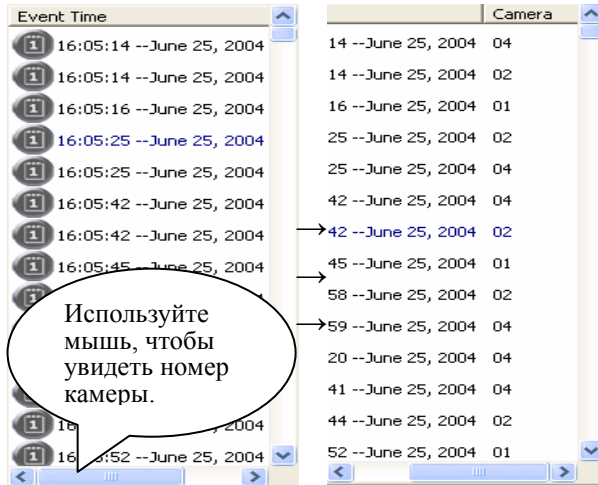 Event Time
16:05:14 --June 25, 2004
16:05:14 --June 25, 2004
16:05:16 --June 25, 2004
16:05:25 --June 25, 2004
16:05:25 --June 25, 2004
16:05:42 --June 25, 2004
16:05:42 --June 25, 2004
16:05:45 --June 25, 2004
Используйте
мышь, чтобы
увидеть номер
камеры.
2004
:52 --June 25, 2004
Camera
14 --June 25, 2004 04
14 --June 25, 2004 02
16 --June 25, 2004 01
25 --June 25, 2004 02
25 --June 25, 2004 04
42 --June 25, 2004 04
→42 --June 25, 2004 02
45 --June 25, 2004 01
→
58 --June 25, 2004 02
→59 --June 25, 2004 04
20 --June 25, 2004 04
41 --June 25, 2004 04
44 --June 25, 2004 02
52 --June 25, 2004 01